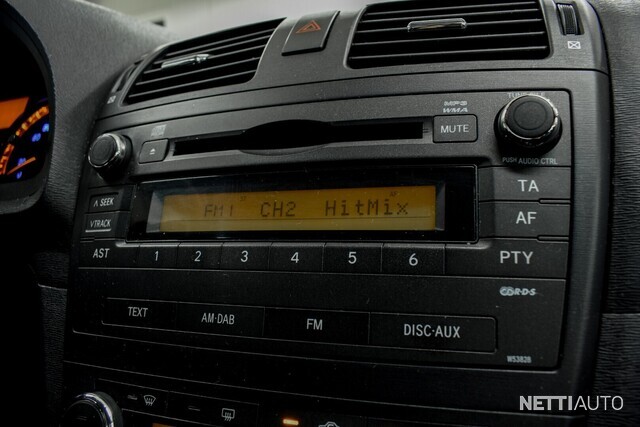 MP3
WMA
MUTE
PUSH AUDIO CTRL
∧ SEEK
∨ TRACK
FM1 CH2 HitMix
TA
AF
AST 1 2 3 4 5 6 PTY
R·D·S
TEXT AM·DAB FM DISC·AUX
W53828
NETTIAUTO